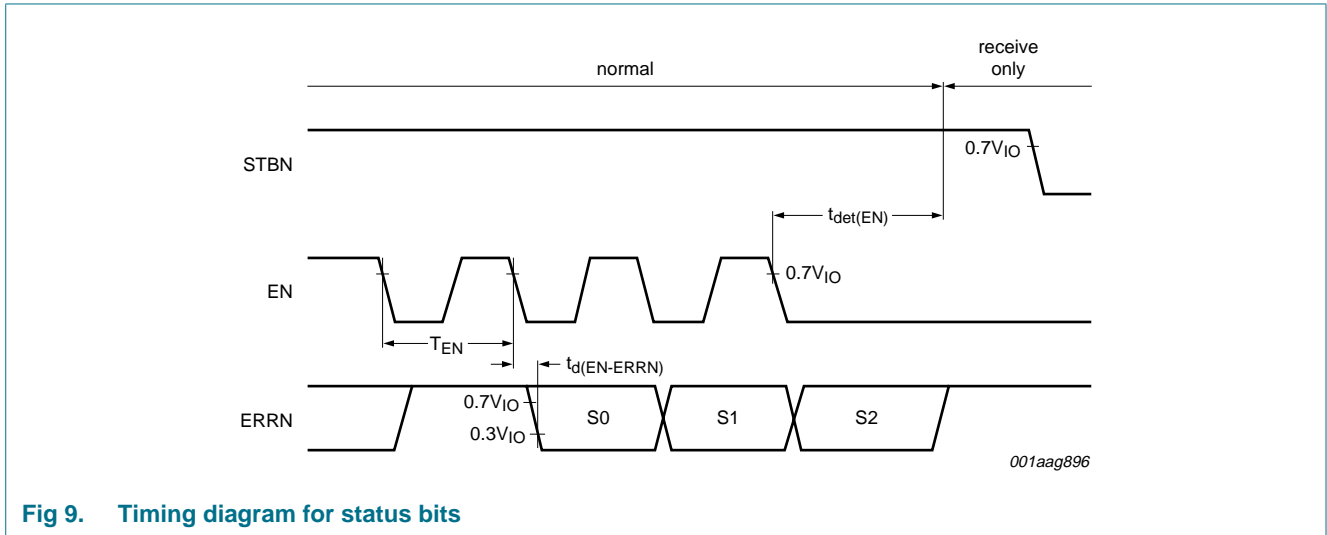 receive
only
normal
STBN
0.7VIO
tdet(EN)
EN
0.7VIO
TEN
td(EN-ERRN)
ERRN
0.7VIO
0.3VIO
S0
S1
S2
001aag896
Fig 9. Timing diagram for status bits